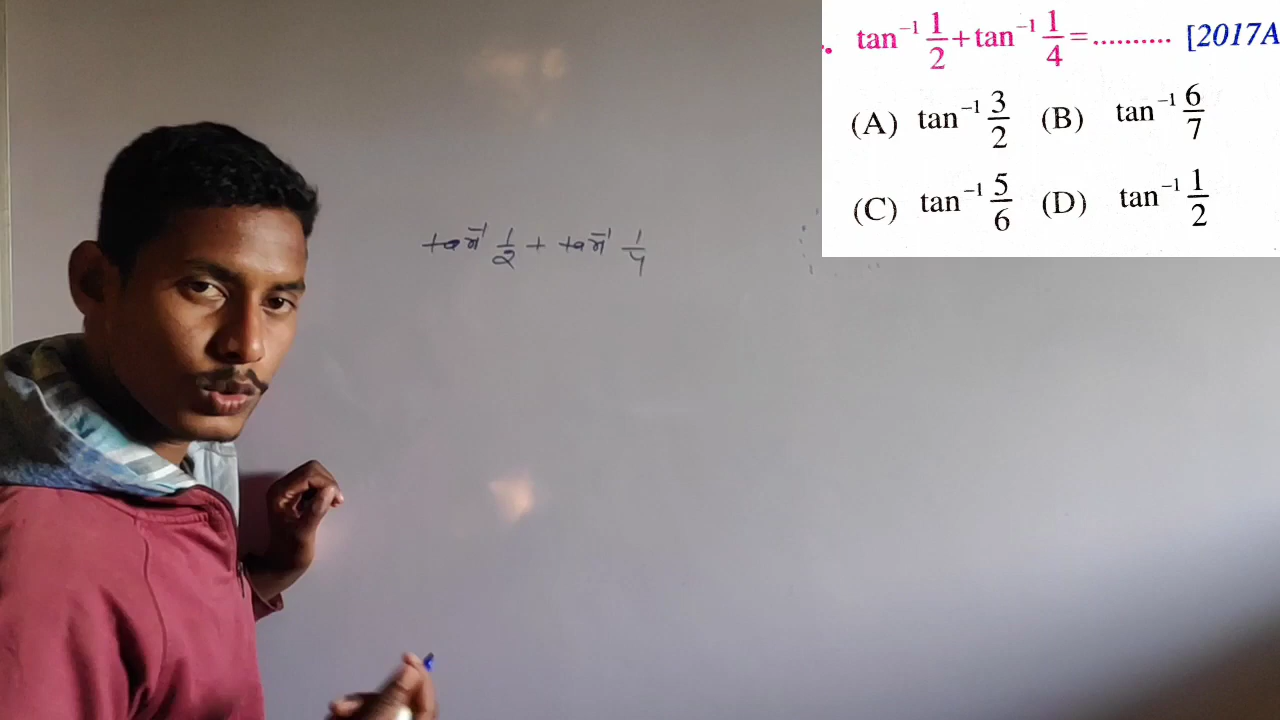 tan⁻¹ 1/2 + tan⁻¹ 1/4 = .......... [2017A
(A) tan⁻¹ 3/2 (B) tan⁻¹ 6/7
(C) tan⁻¹ 5/6 (D) tan⁻¹ 1/2
tan⁻¹ 1/2 + tan⁻¹ 1/4